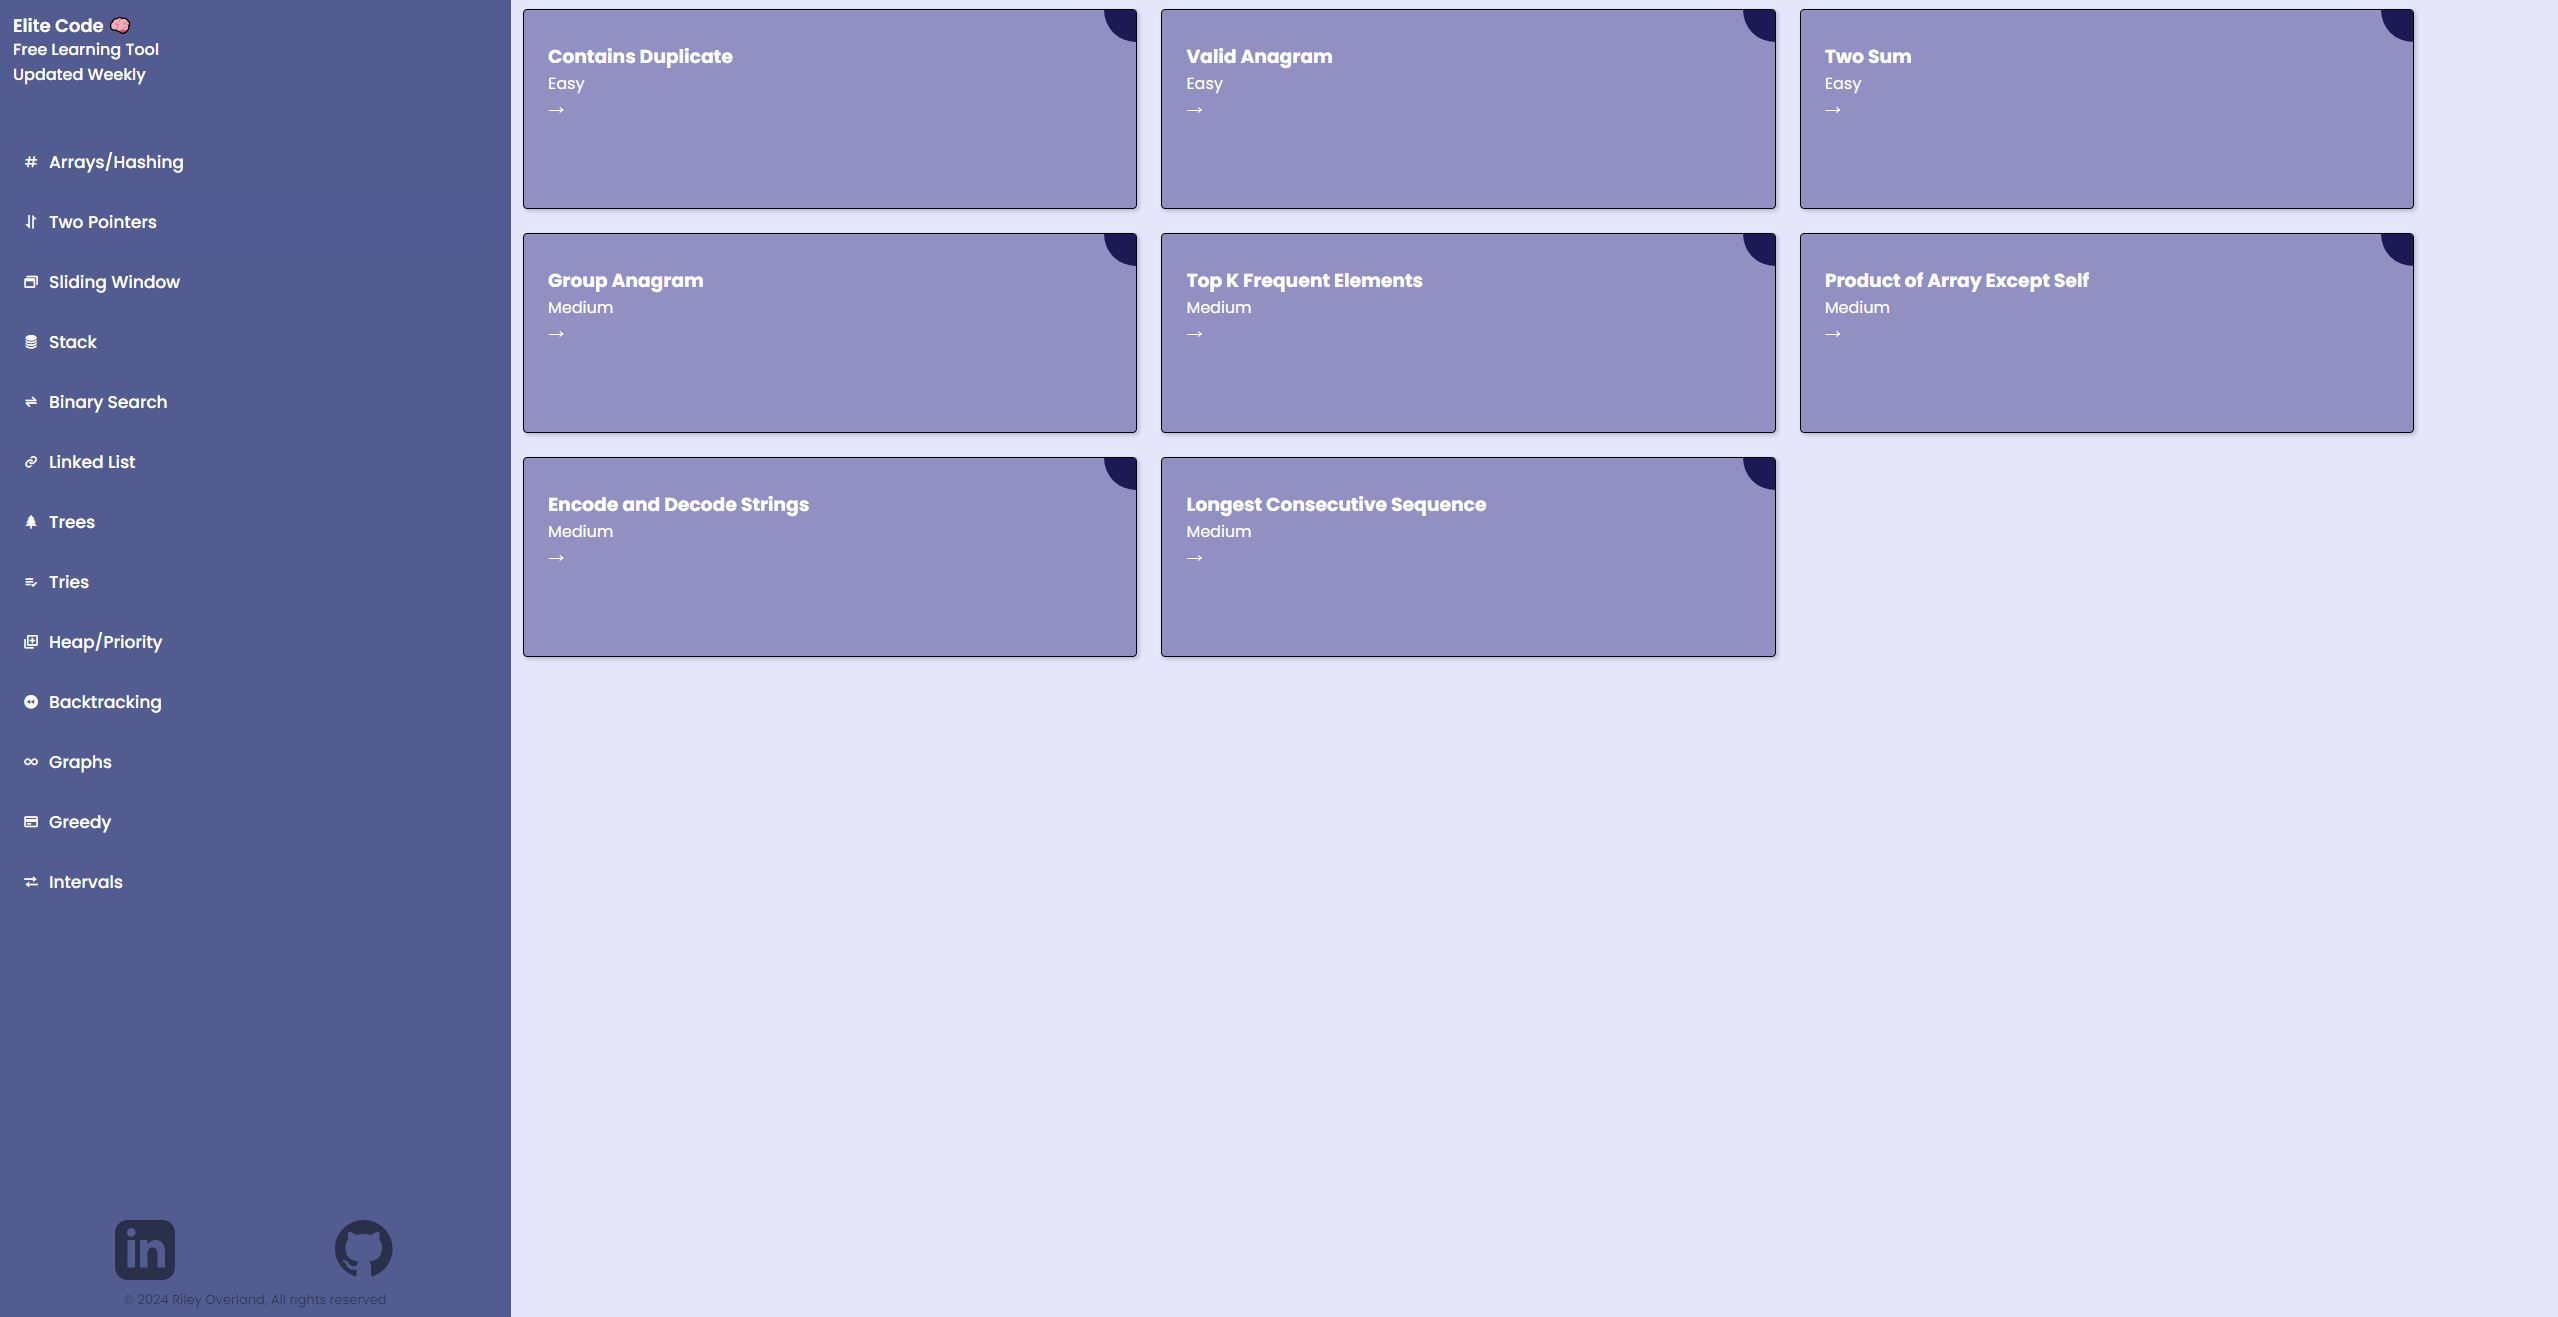 Elite Code 🧠
Free Learning Tool
Updated Weekly
# Arrays/Hashing
Two Pointers
Sliding Window
Stack
Binary Search
Linked List
Trees
Tries
Heap/Priority
Backtracking
Graphs
Greedy
Intervals
in
© 2024 Riley Overland, All rights reserved
Contains Duplicate
Easy
→
Valid Anagram
Easy
→
Two Sum
Easy
→
Group Anagram
Medium
→
Top K Frequent Elements
Medium
→
Product of Array Except Self
Medium
→
Encode and Decode Strings
Medium
→
Longest Consecutive Sequence
Medium
→